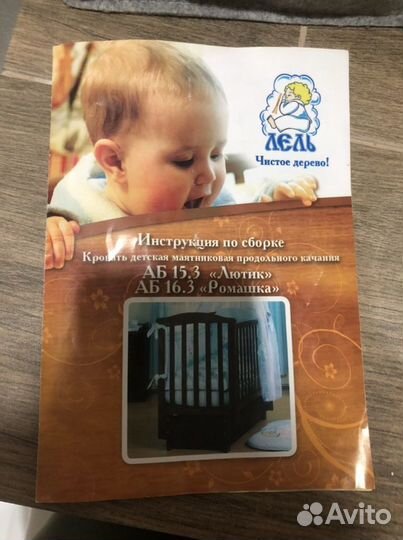 ЛЕЛЬ
Чистое дерево!
Инструкция по сборке
Кровать детская маятниковая продольного качания
АБ 15.3 «Лютик»
АБ 16.3 «Ромашка»
Avito